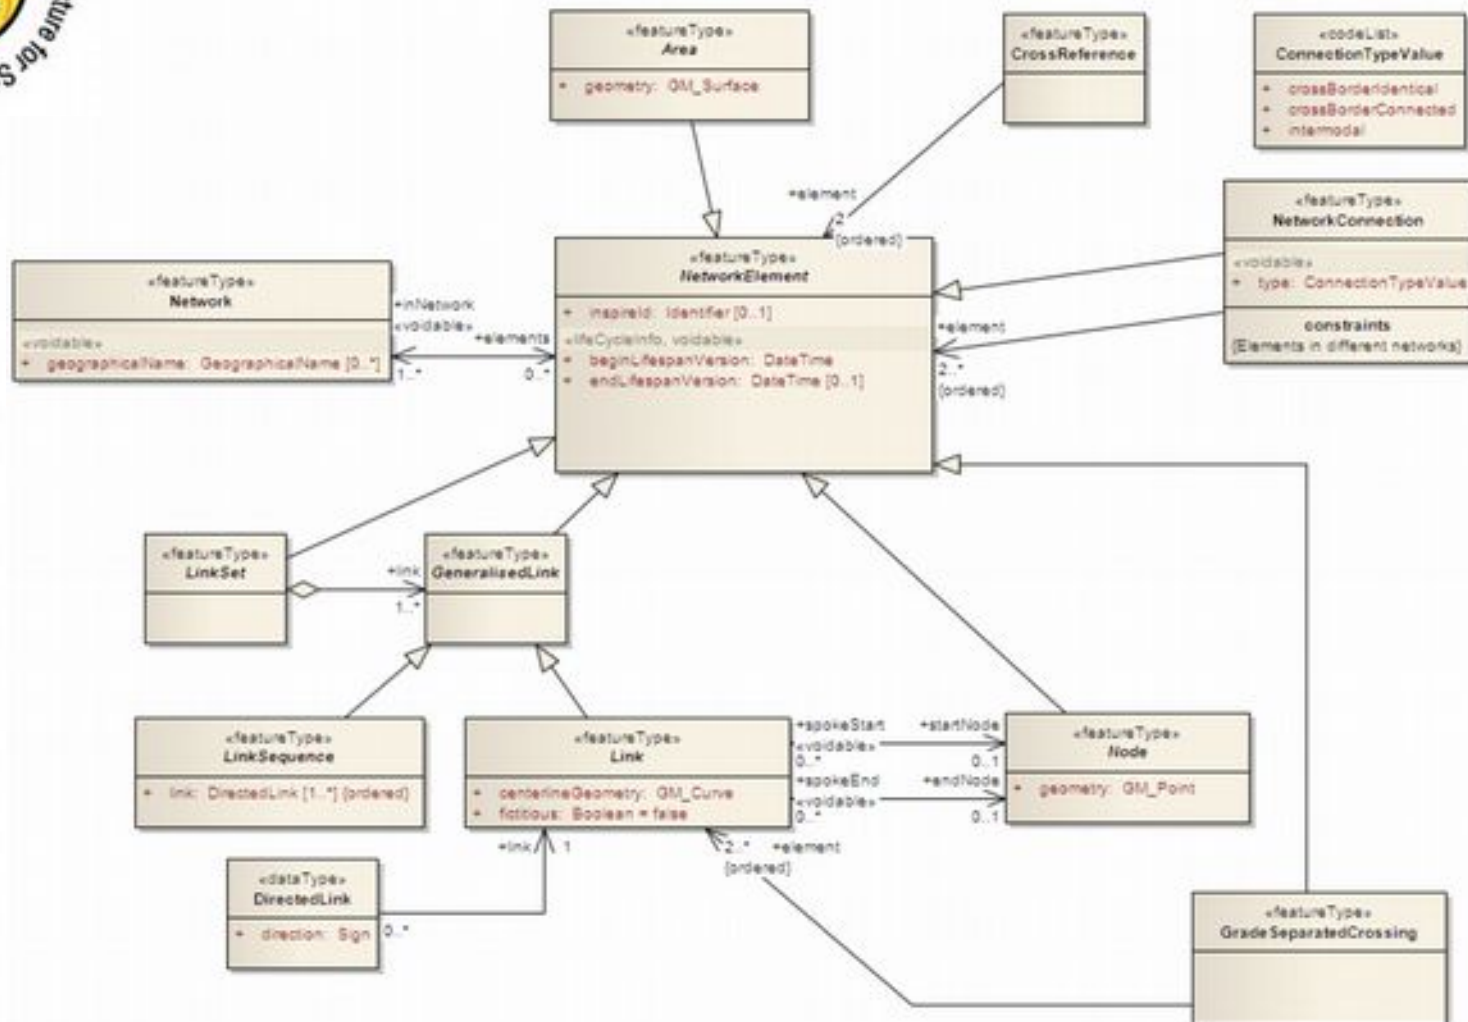 ture for S
«featureType»
Area
+ geometry: GM_Surface
«featureType»
CrossReference
«codeList»
ConnectionTypeValue
+ crossBorderIdentical
+ crossBorderConnected
+ intermodal
+element
2
{ordered}
«featureType»
NetworkConnection
«voidable»
+ type: ConnectionTypeValue
constraints
{Elements in different networks}
«featureType»
Network
«voidable»
+ geographicalName: GeographicalName [0..*]
+inNetwork
«voidable»
1..*
+elements
0..*
«featureType»
NetworkElement
+ inspireId: Identifier [0..1]
«lifeCycleInfo, voidable»
+ beginLifespanVersion: DateTime
+ endLifespanVersion: DateTime [0..1]
+element
2..*
{ordered}
«featureType»
LinkSet
+link
1..*
«featureType»
GeneralisedLink
«featureType»
LinkSequence
+ link: DirectedLink [1..*] {ordered}
«featureType»
Link
+ centerlineGeometry: GM_Curve
+ fictitious: Boolean = false
+spokeStart +startNode
«voidable»
0..* 0..1
+spokeEnd +endNode
«voidable»
0..* 0..1
«featureType»
Node
+ geometry: GM_Point
+link 1
2..* +element
{ordered}
«dataType»
DirectedLink
+ direction: Sign
0..*
«featureType»
GradeSeparatedCrossing